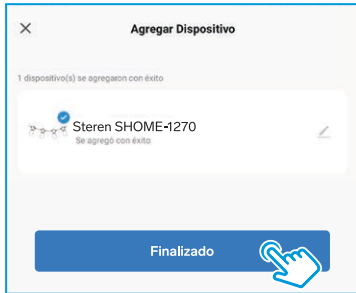 Agregar Dispositivo
1 dispositivo(s) se agregaron con éxito
Steren SHOME-1270
Se agregó con éxito
Finalizado